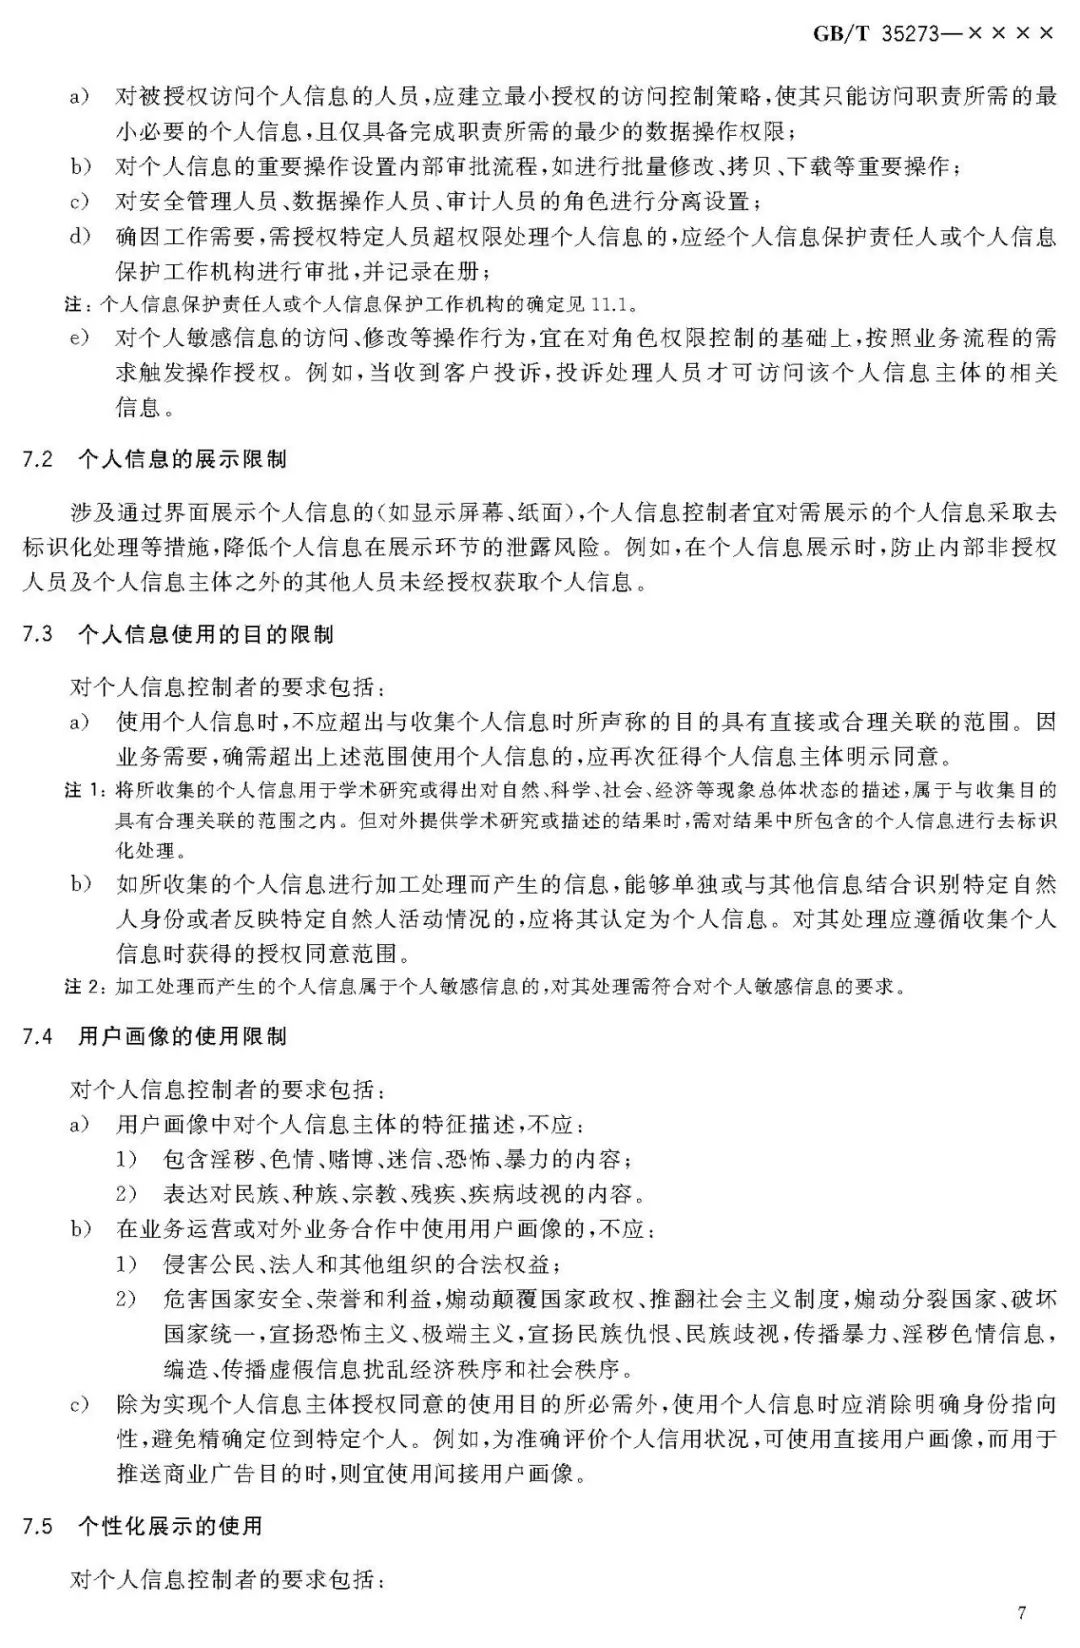 GB/T 35273—××××
a） 对被授权访问个人信息的人员,应建立最小授权的访问控制策略,使其只能访问职责所需的最
小必要的个人信息,且仅具备完成职责所需的最少的数据操作权限；
b） 对个人信息的重要操作设置内部审批流程,如进行批量修改、拷贝、下载等重要操作；
c） 对安全管理人员、数据操作人员、审计人员的角色进行分离设置；
d） 确因工作需要,需授权特定人员超权限处理个人信息的,应经个人信息保护责任人或个人信息
保护工作机构进行审批,并记录在册；
注：个人信息保护责任人或个人信息保护工作机构的确定见 11.1。
e） 对个人敏感信息的访问、修改等操作行为,宜在对角色权限控制的基础上,按照业务流程的需
求触发操作授权。例如,当收到客户投诉,投诉处理人员才可访问该个人信息主体的相关
信息。
7.2 个人信息的展示限制
涉及通过界面展示个人信息的(如显示屏幕、纸面),个人信息控制者宜对需展示的个人信息采取去
标识化处理等措施,降低个人信息在展示环节的泄露风险。例如,在个人信息展示时,防止内部非授权
人员及个人信息主体之外的其他人员未经授权获取个人信息。
7.3 个人信息使用的目的限制
对个人信息控制者的要求包括：
a） 使用个人信息时,不应超出与收集个人信息时所声称的目的具有直接或合理关联的范围。因
业务需要,确需超出上述范围使用个人信息的,应再次征得个人信息主体明示同意。
注 1：将所收集的个人信息用于学术研究或得出对自然、科学、社会、经济等现象总体状态的描述,属于与收集目的
具有合理关联的范围之内。但对外提供学术研究或描述的结果时,需对结果中所包含的个人信息进行去标识
化处理。
b） 如所收集的个人信息进行加工处理而产生的信息,能够单独或与其他信息结合识别特定自然
人身份或者反映特定自然人活动情况的,应将其认定为个人信息。对其处理应遵循收集个人
信息时获得的授权同意范围。
注 2：加工处理而产生的个人信息属于个人敏感信息的,对其处理需符合对个人敏感信息的要求。
7.4 用户画像的使用限制
对个人信息控制者的要求包括：
a） 用户画像中对个人信息主体的特征描述,不应：
1） 包含淫秽、色情、赌博、迷信、恐怖、暴力的内容；
2） 表达对民族、种族、宗教、残疾、疾病歧视的内容。
b） 在业务运营或对外业务合作中使用用户画像的,不应：
1） 侵害公民、法人和其他组织的合法权益；
2） 危害国家安全、荣誉和利益,煽动颠覆国家政权、推翻社会主义制度,煽动分裂国家、破坏
国家统一,宣扬恐怖主义、极端主义,宣扬民族仇恨、民族歧视,传播暴力、淫秽色情信息,
编造、传播虚假信息扰乱经济秩序和社会秩序。
c） 除为实现个人信息主体授权同意的使用目的所必需外,使用个人信息时应消除明确身份指向
性,避免精确定位到特定个人。例如,为准确评价个人信用状况,可使用直接用户画像,而用于
推送商业广告目的时,则宜使用间接用户画像。
7.5 个性化展示的使用
对个人信息控制者的要求包括：
7